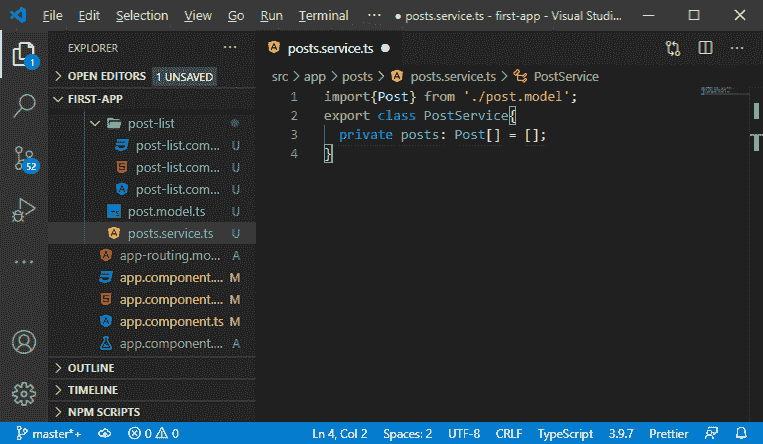 File Edit Selection View Go Run Terminal ··· ● posts.service.ts - first-app - Visual Studi...
EXPLORER ···
OPEN EDITORS 1 UNSAVED
FIRST-APP
post-list
post-list.com... U
post-list.com... U
post-list.com... U
post.model.ts U
posts.service.ts U
app-routing.mo... A
app.component.... M
app.component.... M
app.component.ts M
app.component.... A
OUTLINE
TIMELINE
NPM SCRIPTS
1
52
posts.service.ts ●
src > app > posts > posts.service.ts > PostService
1 import{Post} from './post.model';
2 export class PostService{
3 private posts: Post[] = [];
4 }
master*+ 0 0 Ln 4, Col 2 Spaces: 2 UTF-8 CRLF TypeScript 3.9.7 Prettier